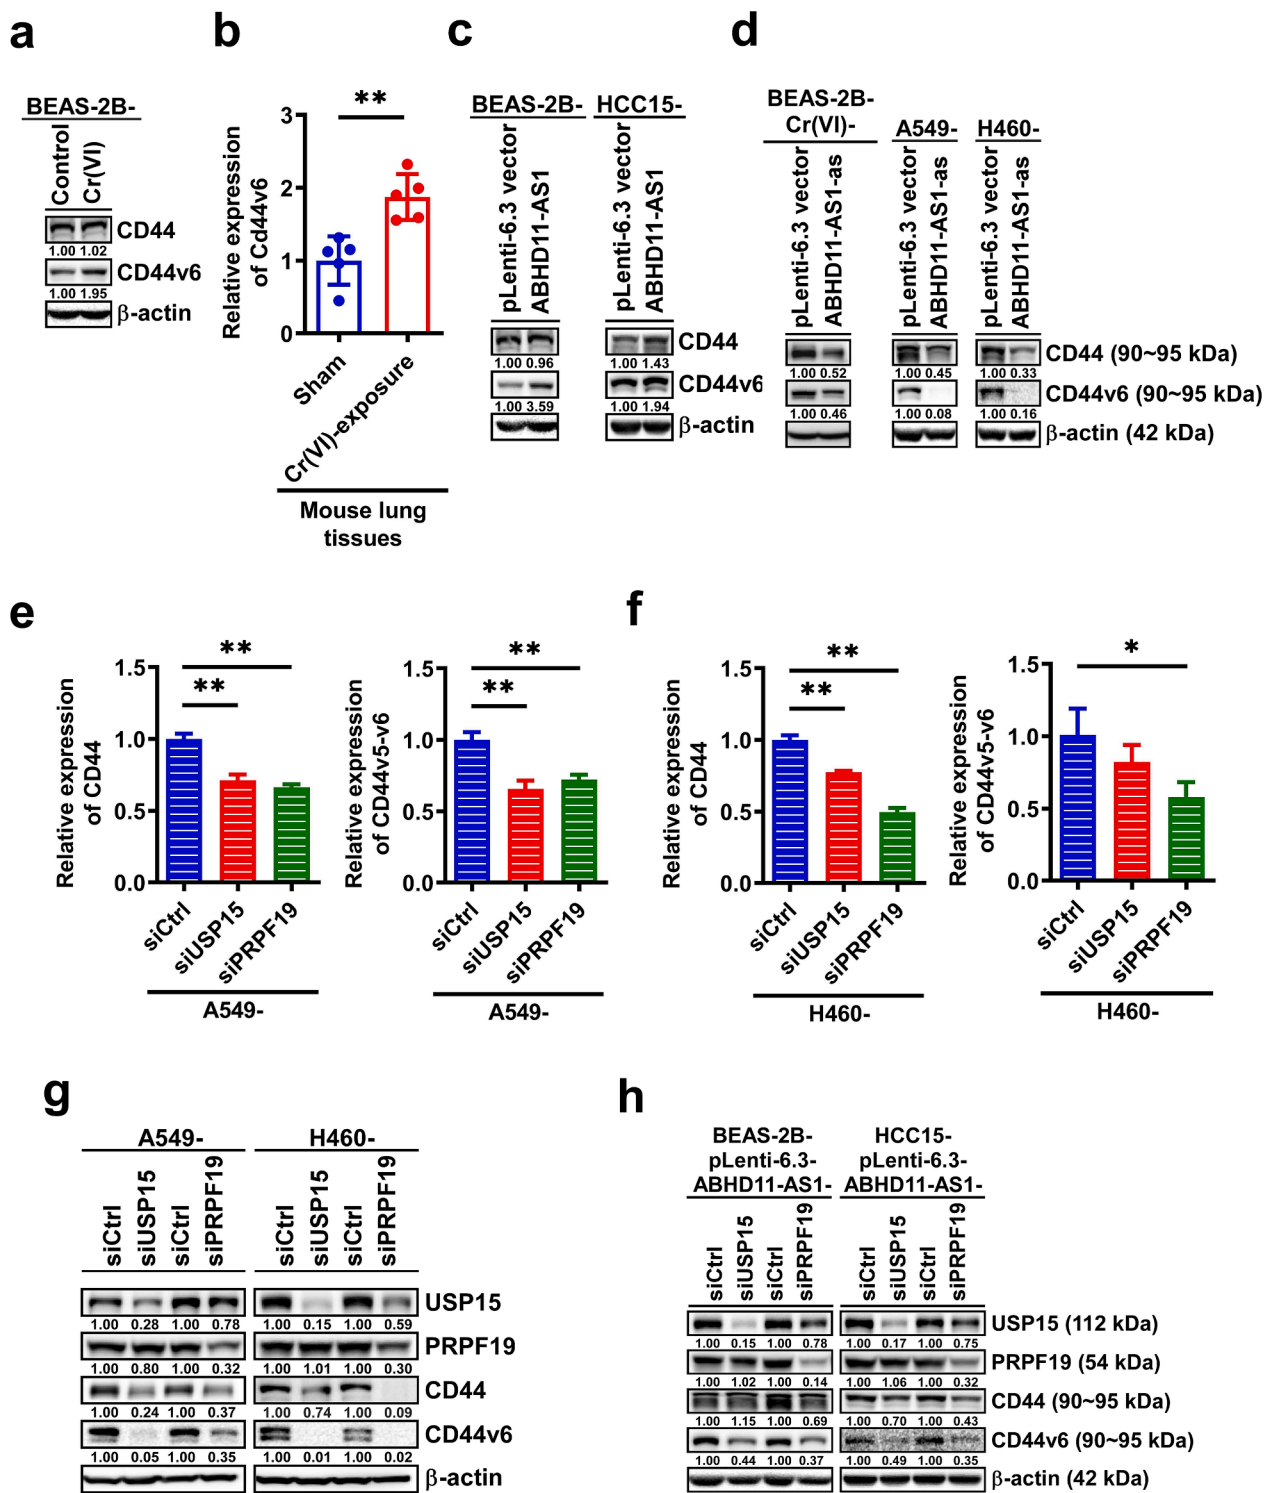 a
BEAS-2B-
Control
Cr(VI)
CD44
1.00 1.02
CD44v6
1.00 1.95
β-actin
b
Relative expression
of Cd44v6
3
2
1
0
**
Sham
Cr(VI)-exposure
Mouse lung
tissues
c
BEAS-2B-
HCC15-
pLenti-6.3 vector
ABHD11-AS1
pLenti-6.3 vector
ABHD11-AS1
CD44
1.00 0.96
1.00 1.43
CD44v6
1.00 3.59
1.00 1.94
β-actin
d
BEAS-2B-
Cr(VI)-
A549-
H460-
pLenti-6.3 vector
ABHD11-AS1-as
pLenti-6.3 vector
ABHD11-AS1-as
pLenti-6.3 vector
ABHD11-AS1-as
CD44 (90~95 kDa)
1.00 0.52
1.00 0.45
1.00 0.33
CD44v6 (90~95 kDa)
1.00 0.46
1.00 0.08
1.00 0.16
β-actin (42 kDa)
e
Relative expression
of CD44
1.5
1.0
0.5
0.0
**
**
siCtrl
siUSP15
siPRPF19
A549-
Relative expression
of CD44v5-v6
1.5
1.0
0.5
0.0
**
**
siCtrl
siUSP15
siPRPF19
A549-
f
Relative expression
of CD44
1.5
1.0
0.5
0.0
**
**
siCtrl
siUSP15
siPRPF19
H460-
Relative expression
of CD44v5-v6
1.5
1.0
0.5
0.0
*
siCtrl
siUSP15
siPRPF19
H460-
g
A549-
H460-
siCtrl
siUSP15
siCtrl
siPRPF19
siCtrl
siUSP15
siCtrl
siPRPF19
USP15
1.00 0.28 1.00 0.78
1.00 0.15 1.00 0.59
PRPF19
1.00 0.80 1.00 0.32
1.00 1.01 1.00 0.30
CD44
1.00 0.24 1.00 0.37
1.00 0.74 1.00 0.09
CD44v6
1.00 0.05 1.00 0.35
1.00 0.01 1.00 0.02
β-actin
h
BEAS-2B-
pLenti-6.3-
ABHD11-AS1-
HCC15-
pLenti-6.3-
ABHD11-AS1-
siCtrl
siUSP15
siCtrl
siPRPF19
siCtrl
siUSP15
siCtrl
siPRPF19
USP15 (112 kDa)
1.00 0.15 1.00 0.78
1.00 0.17 1.00 0.75
PRPF19 (54 kDa)
1.00 1.02 1.00 0.14
1.00 1.06 1.00 0.32
CD44 (90~95 kDa)
1.00 1.15 1.00 0.69
1.00 0.70 1.00 0.43
CD44v6 (90~95 kDa)
1.00 0.44 1.00 0.37
1.00 0.49 1.00 0.35
β-actin (42 kDa)